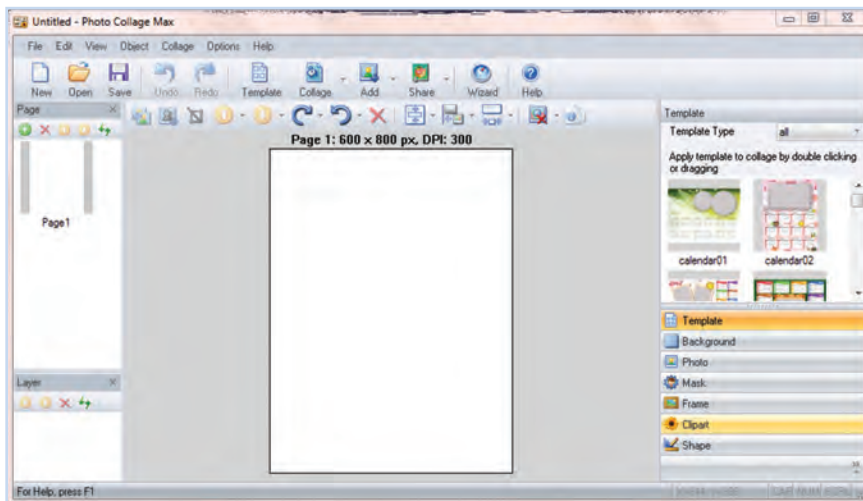 Untitled - Photo Collage Max
File Edit View Object Collage Options Help
New Open Save Undo Redo Template Collage Add Share Wizard Help
Page
Page 1: 600 x 800 px, DPI: 300
Page1
Layer
Template
Template Type all
Apply template to collage by double clicking
or dragging
calendar01 calendar02
Template
Background
Photo
Mask
Frame
Clipart
Shape
For Help, press F1